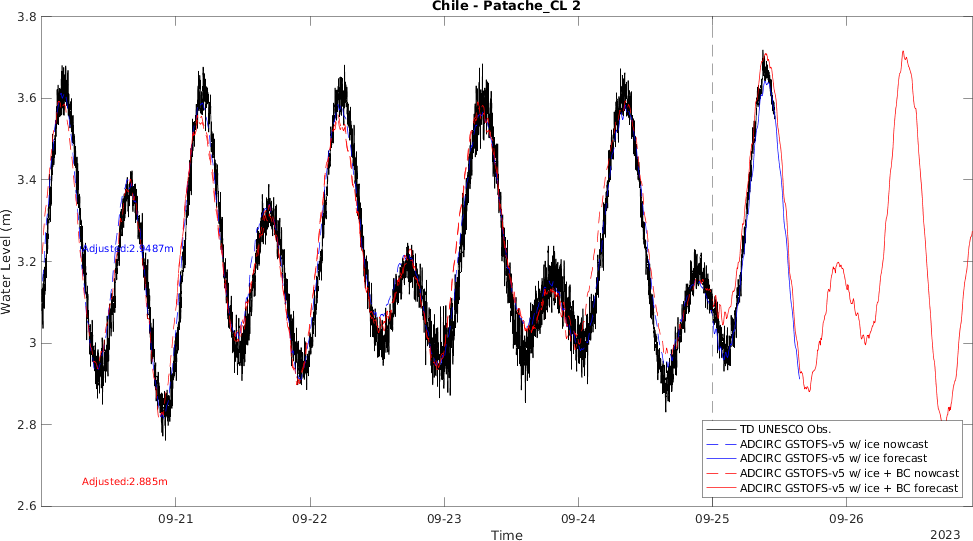 Chile - Patache_CL 2
3.8
3.6
3.4
3.2
3
2.8
2.6
Water Level (m)
Adjusted:2.9487m
Adjusted:2.885m
TD UNESCO Obs.
ADCIRC GSTOFS-v5 w/ ice nowcast
ADCIRC GSTOFS-v5 w/ ice forecast
ADCIRC GSTOFS-v5 w/ ice + BC nowcast
ADCIRC GSTOFS-v5 w/ ice + BC forecast
09-21 09-22 09-23 09-24 09-25 09-26
Time
2023